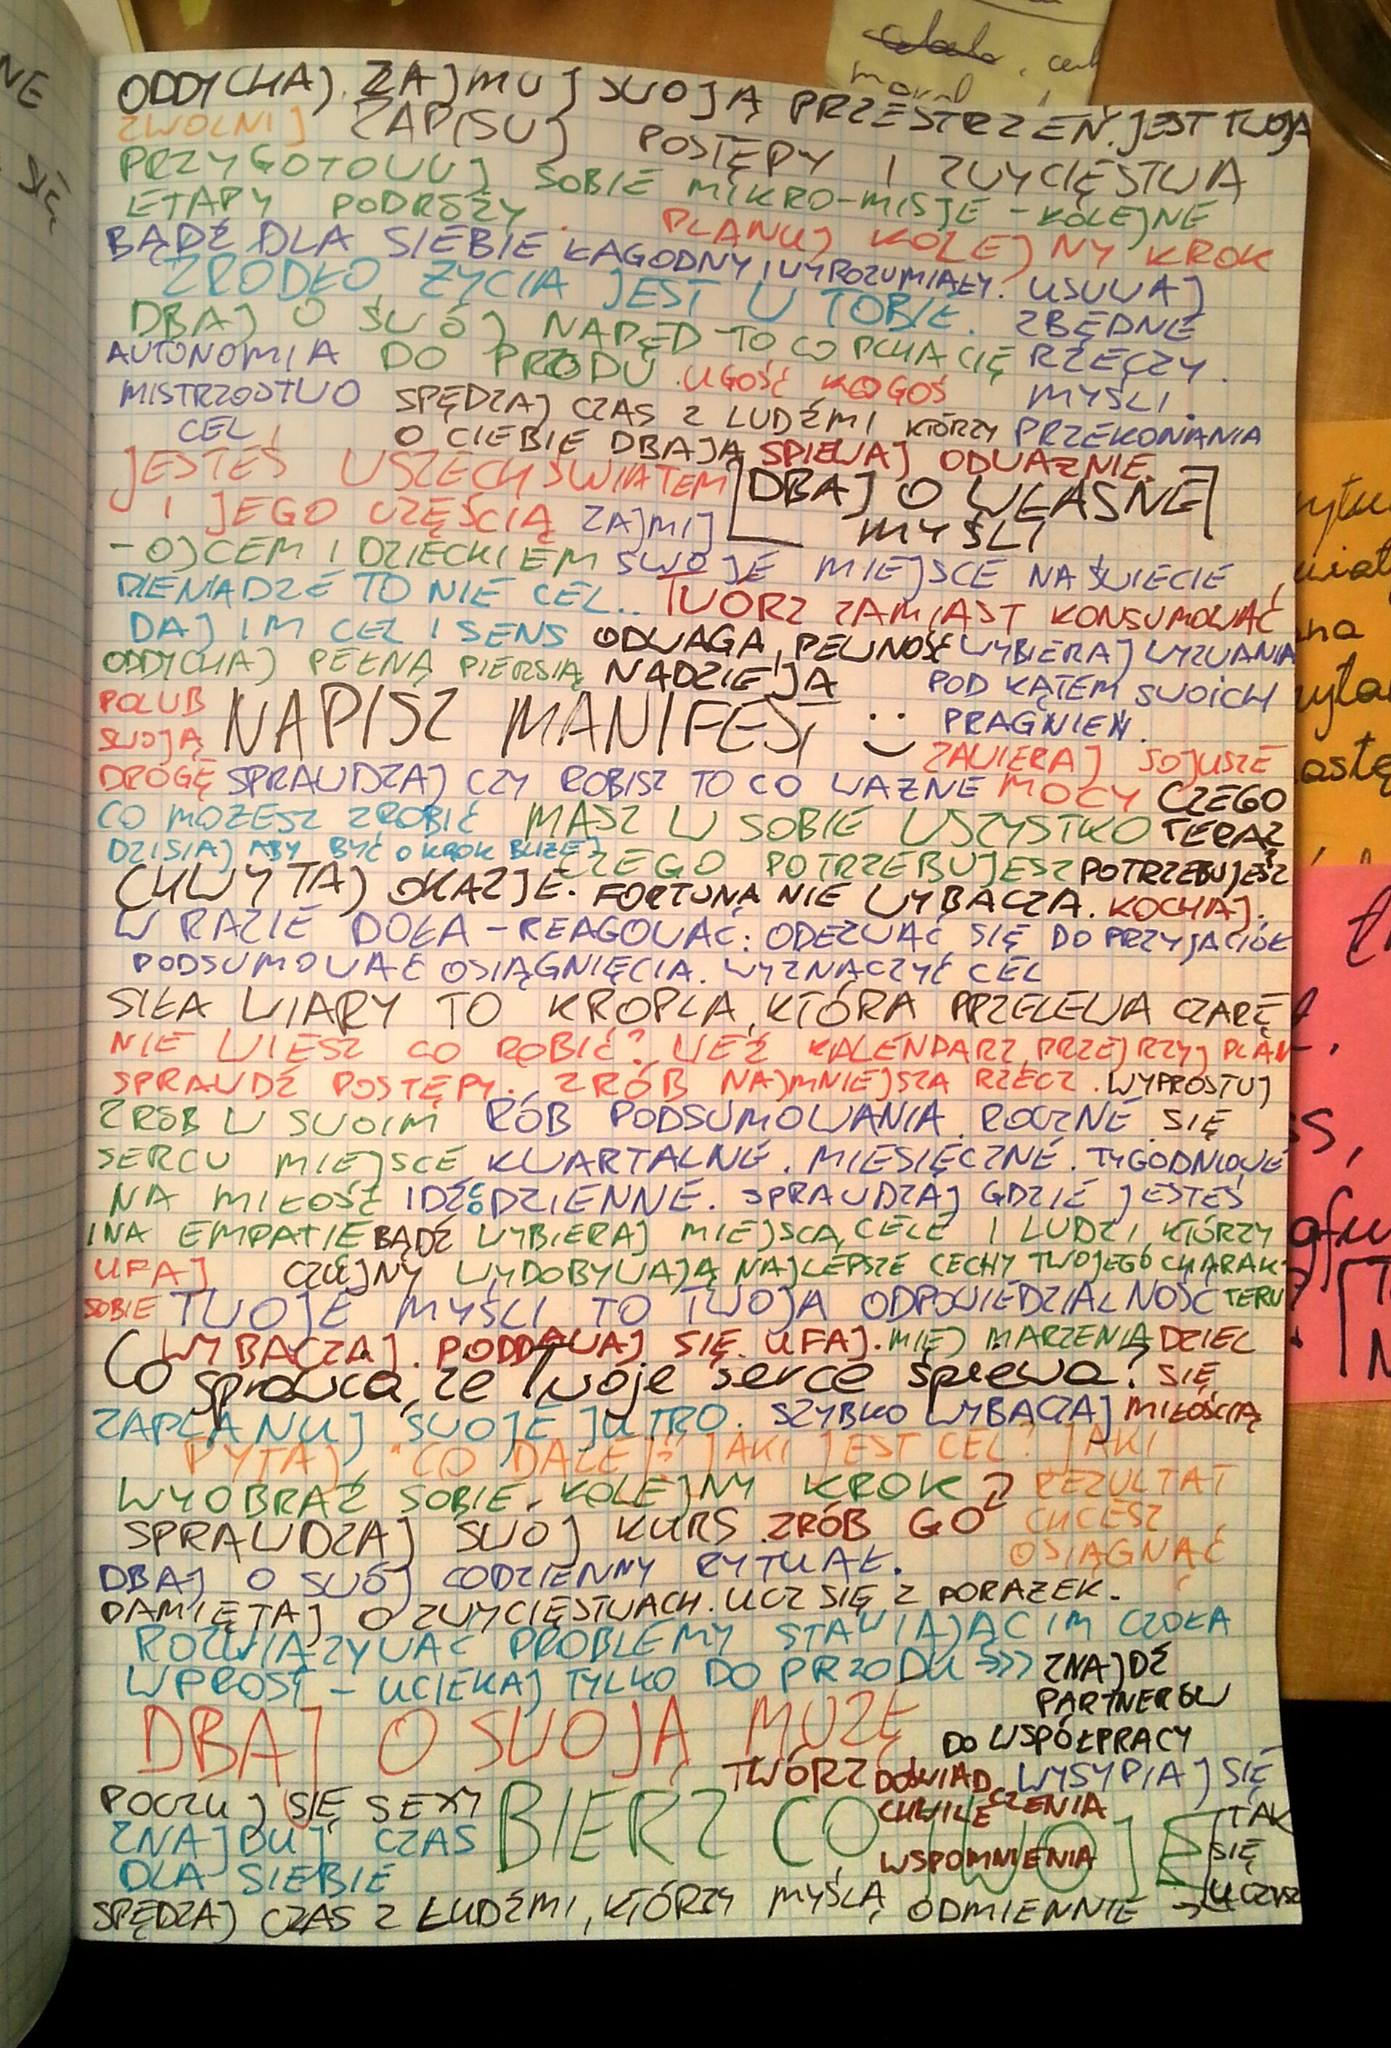 ODDYCHAJ. ZAJMUJ SWOJĄ PRZESTRZEŃ. JEST TWOJA
ZWOLNIJ ZAPISUJ POSTĘPY I ZWYCIĘSTWA
PRZYGOTOWUJ SOBIE MIKRO-MISJE - KOLEJNE
ETAPY PODRÓŻY. PLANUJ KOLEJNY KROK
BĄDŹ DLA SIEBIE ŁAGODNY I WYROZUMIAŁY. USUWAJ
ŹRÓDŁO ŻYCIA JEST W TOBIE. ZBĘDNE
DBAJ O SWÓJ NAPĘD - TO CO PCHA CIĘ RZECZY.
AUTONOMIA DO PRZODU. UGOŚĆ KOGOŚ MYŚLI.
MISTRZOSTWO SPĘDZAJ CZAS Z LUDŹMI KTÓRZY PRZEKONANIA
CEL, O CIEBIE DBAJĄ ŚPIEWAJ ODWAŻNIE.
JESTEŚ WSZECHŚWIATEM [DBAJ O WŁASNE
I JEGO CZĘŚCIĄ ZAJMIJ MYŚLI]
- OJCEM I DZIECKIEM SWOJE MIEJSCE NA ŚWIECIE
PIENIĄDZE TO NIE CEL.. TWÓRZ ZAMIAST KONSUMOWAĆ
DAJ IM CEL I SENS ODWAGA, PEWNOŚĆ WYBIERAJ WYZWANIA
ODDYCHAJ PEŁNĄ PIERSIĄ NADZIEJA POD KĄTEM SWOICH
POLUB NAPISZ MANIFEST :) PRAGNIEŃ.
SWOJĄ ZAWIERAJ SOJUSZE
DROGĘ SPRAWDZAJ CZY ROBISZ TO CO WAŻNE MOCY CZEGO
CO MOŻESZ ZROBIĆ MASZ W SOBIE WSZYSTKO TERAZ
DZISIAJ ABY BYĆ O KROK BLIŻEJ CZEGO POTRZEBUJESZ POTRZEBUJESZ
CHWYTAJ OKAZJE. FORTUNA NIE WYBACZA. KOCHAJ.
W RAZIE DOŁA - REAGOWAĆ: ODEZWAĆ SIĘ DO PRZYJACIÓŁ
PODSUMOWAĆ OSIĄGNIĘCIA. WYZNACZYĆ CEL
SIŁA WIARY TO KROPLA, KTÓRA PRZELEWA CZARĘ
NIE WIESZ CO ROBIĆ? WEŹ KALENDARZ, PRZEJRZYJ PLAN
SPRAWDŹ POSTĘPY. ZRÓB NAJMNIEJSZA RZECZ. WYPROSTUJ
ZRÓB W SWOIM RÓB PODSUMOWANIA. ROCZNE. SIĘ
SERCU MIEJSCE KWARTALNE. MIESIĘCZNE. TYGODNIOWE
NA MIŁOŚĆ IDŹ DZIENNE. SPRAWDZAJ GDZIE JESTEŚ
I NA EMPATIE BĄDŹ WYBIERAJ MIEJSCA, CELE I LUDZI, KTÓRZY
UFAJ CZUJNY WYDOBYWAJĄ NAJLEPSZE CECHY TWOJEGO CHARAK-
SOBIE TWOJE MYŚLI TO TWOJA ODPOWIEDZIALNOŚĆ TERU
WYBACZAJ. PODDAWAJ SIĘ. UFAJ. MIEJ MARZENIA DZIEL
Co sprawia, że Twoje serce śpiewa? SIĘ
ZAPLANUJ SWOJE JUTRO. SZYBKO WYBACZAJ MIŁOŚCIĄ
PYTAJ "CO DALEJ? JAKI JEST CEL? JAKI
WYOBRAŹ SOBIE KOLEJNY KROK REZULTAT
SPRAWDZAJ SWÓJ KURS ZRÓB GO CHCESZ
DBAJ O SWÓJ CODZIENNY RYTUAŁ. OSIĄGNĄĆ?
PAMIĘTAJ O ZWYCIĘSTWACH. UCZ SIĘ Z PORAŻEK.
ROZWIĄZYWAĆ PROBLEMY STAWIAJĄC IM CZOŁA
WPROST - UCIEKAJ TYLKO DO PRZODU >>> ZNAJDŹ
PARTNERÓW
DBAJ O SWOJĄ MUZĘ DO WSPÓŁPRACY
TWÓRZ DOŚWIAD- WYSYPIAJ SIĘ
POCZUJ SIĘ SEXY CHWILE CZENIA
ZNAJDUJ CZAS BIERZ CO SWOJE [TAK
DLA SIEBIE WSPOMNIENIA SIĘ
SPĘDZAJ CZAS Z LUDŹMI, KTÓRZY MYŚLĄ ODMIENNIE → UCZYSZ